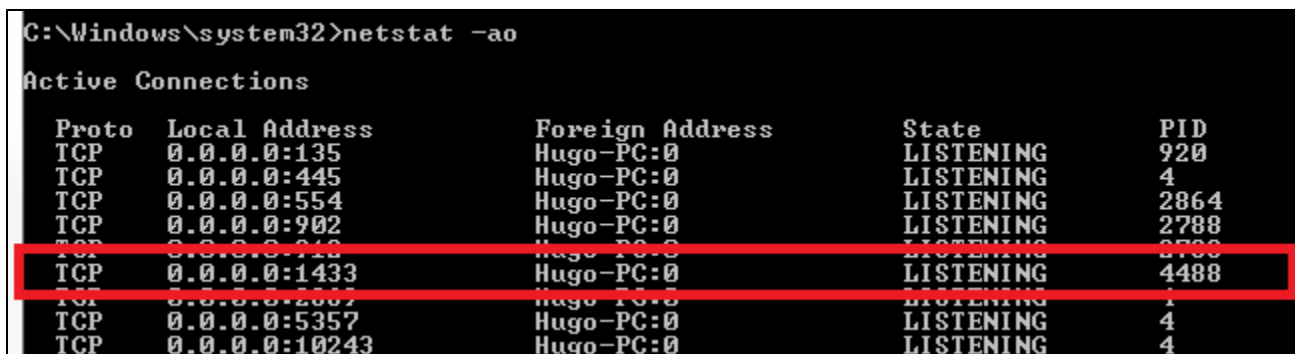 C:\Windows\system32>netstat -ao
Active Connections
Proto Local Address Foreign Address State PID
TCP 0.0.0.0:135 Hugo-PC:0 LISTENING 920
TCP 0.0.0.0:445 Hugo-PC:0 LISTENING 4
TCP 0.0.0.0:554 Hugo-PC:0 LISTENING 2864
TCP 0.0.0.0:902 Hugo-PC:0 LISTENING 2788
TCP 0.0.0.0:1433 Hugo-PC:0 LISTENING 4488
TCP 0.0.0.0:5357 Hugo-PC:0 LISTENING 4
TCP 0.0.0.0:10243 Hugo-PC:0 LISTENING 4